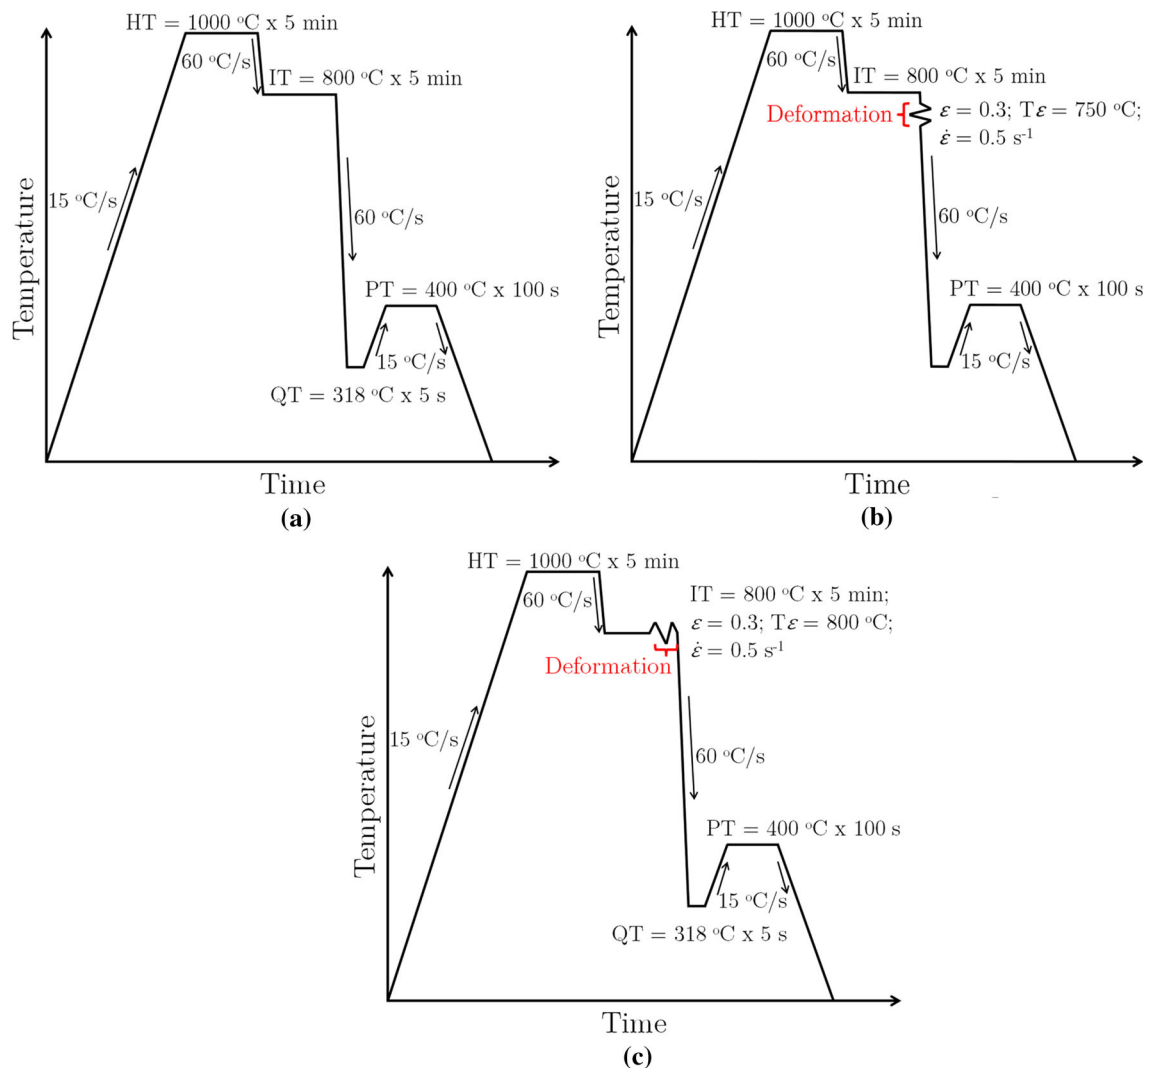 HT = 1000 °C x 5 min
60 °C/s
IT = 800 °C x 5 min
15 °C/s
60 °C/s
PT = 400 °C x 100 s
15 °C/s
QT = 318 °C x 5 s
Temperature
Time
(a)
HT = 1000 °C x 5 min
60 °C/s
IT = 800 °C x 5 min
Deformation
ε = 0.3; Tε = 750 °C;
ε̇ = 0.5 s⁻¹
15 °C/s
60 °C/s
PT = 400 °C x 100 s
15 °C/s
Temperature
Time
(b)
HT = 1000 °C x 5 min
60 °C/s
IT = 800 °C x 5 min;
ε = 0.3; Tε = 800 °C;
ε̇ = 0.5 s⁻¹
Deformation
15 °C/s
60 °C/s
PT = 400 °C x 100 s
15 °C/s
QT = 318 °C x 5 s
Temperature
Time
(c)